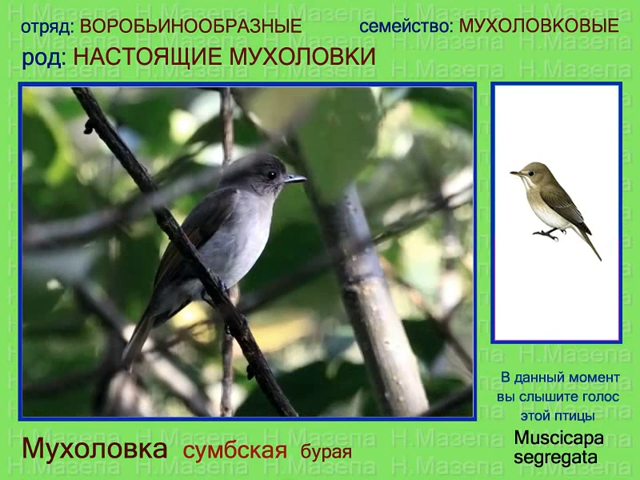 отряд: ВОРОБЬИНООБРАЗНЫЕ
семейство: МУХОЛОВКОВЫЕ
род: НАСТОЯЩИЕ МУХОЛОВКИ
В данный момент
вы слышите голос
этой птицы
Muscicapa
segregata
Мухоловка сумбская бурая
Н.Мазепа